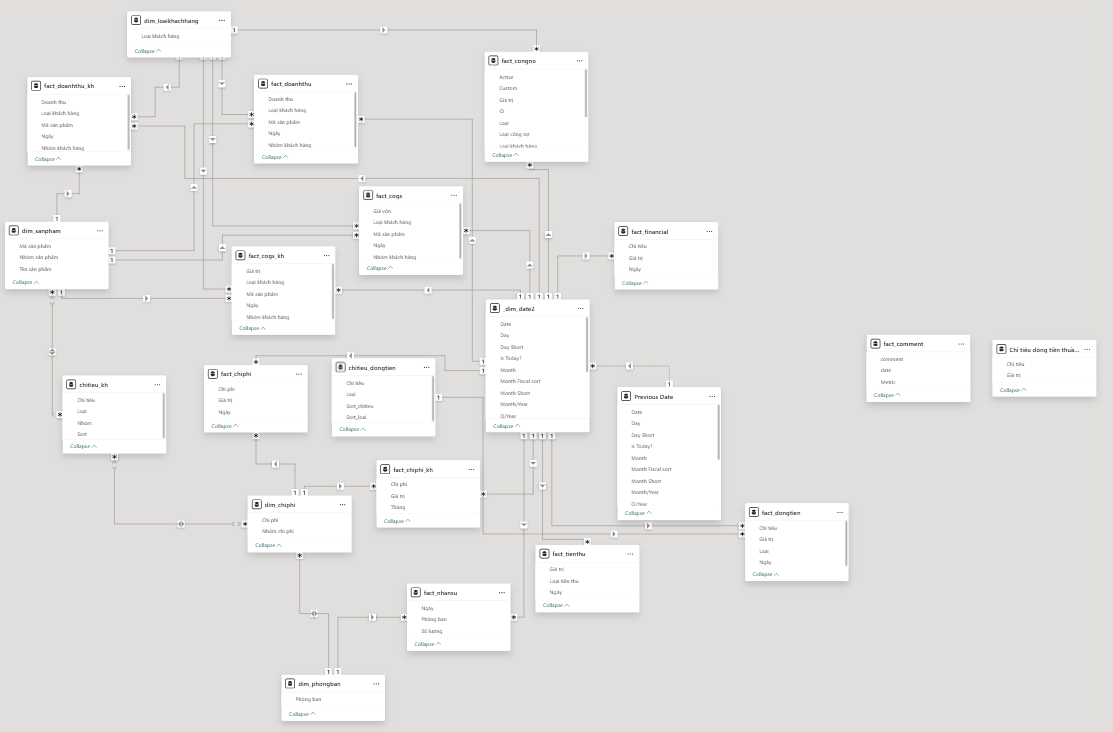 dim_loaikhachhang
Loại khách hàng
Collapse
fact_congno
Active
Custom
Giá trị
ID
Loại
Loại công nợ
Loại khách hàng
Collapse
fact_doanhthu_kh
Doanh thu
Loại khách hàng
Mã sản phẩm
Ngày
Nhóm khách hàng
Collapse
fact_doanhthu
Doanh thu
Loại khách hàng
Mã sản phẩm
Ngày
Nhóm khách hàng
Collapse
fact_cogs
Giá vốn
Loại khách hàng
Mã sản phẩm
Ngày
Nhóm khách hàng
Collapse
dim_sanpham
Mã sản phẩm
Nhóm sản phẩm
Tên sản phẩm
Collapse
fact_financial
Chỉ tiêu
Giá trị
Ngày
Collapse
fact_cogs_kh
Giá trị
Loại khách hàng
Mã sản phẩm
Ngày
Nhóm khách hàng
Collapse
_dim_date2
Date
Day
Day Short
Is Today?
Month
Month Fiscal sort
Month Short
Month/Year
Q/Year
Collapse
fact_comment
comment
date
Metric
Collapse
Chỉ tiêu dòng tiền thuầ...
Chỉ tiêu
Giá trị
Collapse
chitieu_kh
Chỉ tiêu
Loại
Nhóm
Sort
Collapse
fact_chiphi
Chi phí
Giá trị
Ngày
Collapse
chitieu_dongtien
Chỉ tiêu
Loại
Sort_chitieu
Sort_loai
Collapse
Previous Date
Date
Day
Day Short
Is Today?
Month
Month Fiscal sort
Month Short
Month/Year
Q/Year
Collapse
fact_chiphi_kh
Chi phí
Giá trị
Tháng
Collapse
dim_chiphi
Chi phí
Nhóm chi phí
Collapse
fact_dongtien
Chỉ tiêu
Giá trị
Loại
Ngày
Collapse
fact_tienthu
Giá trị
Loại tiền thu
Ngày
Collapse
fact_nhansu
Ngày
Phòng ban
Số lượng
Collapse
dim_phongban
Phòng ban
Collapse